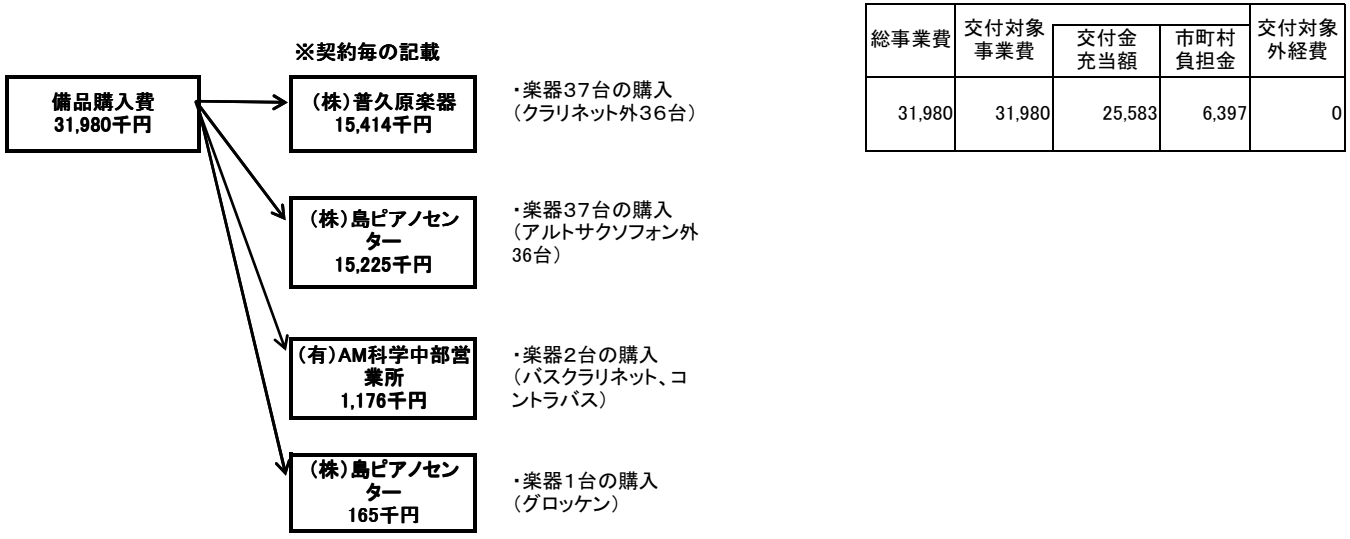 ※契約毎の記載
備品購入費
31,980千円
(株)普久原楽器
15,414千円
・楽器37台の購入
(クラリネット外36台)
(株)島ピアノセン
ター
15,225千円
・楽器37台の購入
(アルトサクソフォン外
36台)
(有)AM科学中部営
業所
1,176千円
・楽器2台の購入
(バスクラリネット、コ
ントラバス)
(株)島ピアノセン
ター
165千円
・楽器1台の購入
(グロッケン)
総事業費
交付対象
事業費
交付金
充当額
市町村
負担金
交付対象
外経費
31,980 31,980 25,583 6,397 0